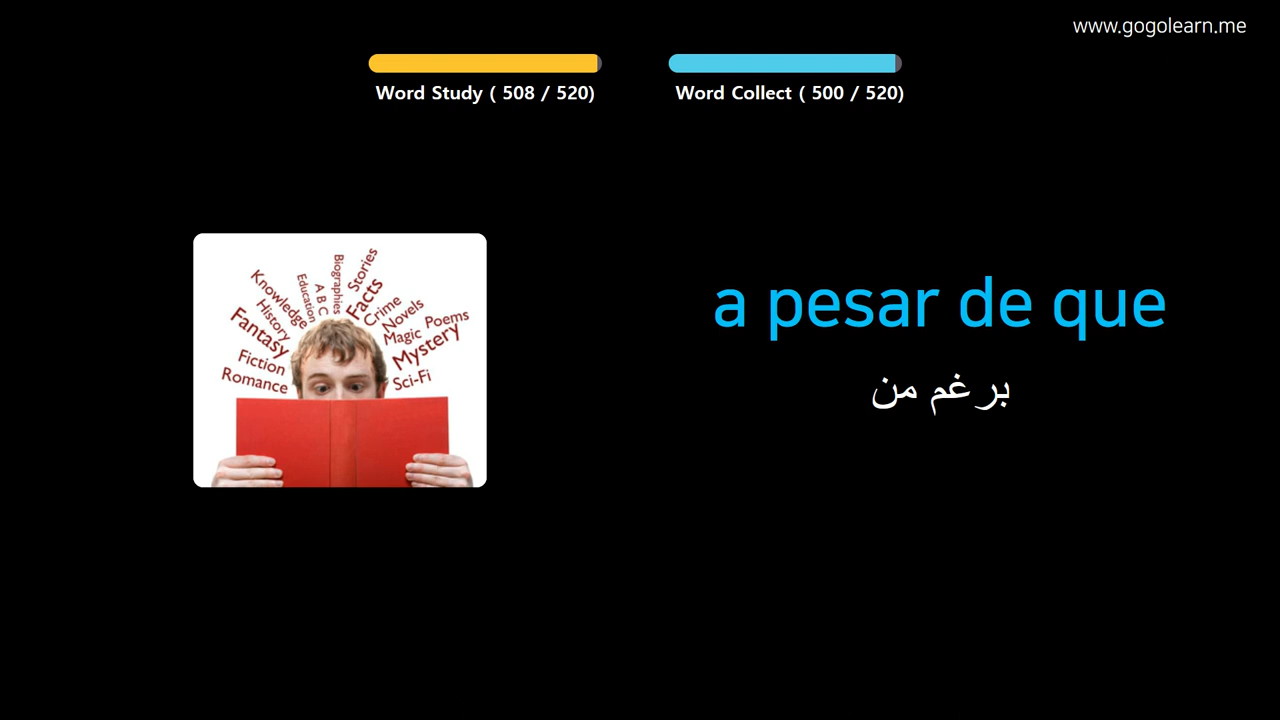 www.gogolearn.me
Word Study ( 508 / 520)
Word Collect ( 500 / 520)
Knowledge
History
Fantasy
Fiction
Romance
Education
A B C
Biographies
Stories
Facts
Crime
Novels
Magic
Poems
Mystery
Sci-Fi
a pesar de que
برغم من